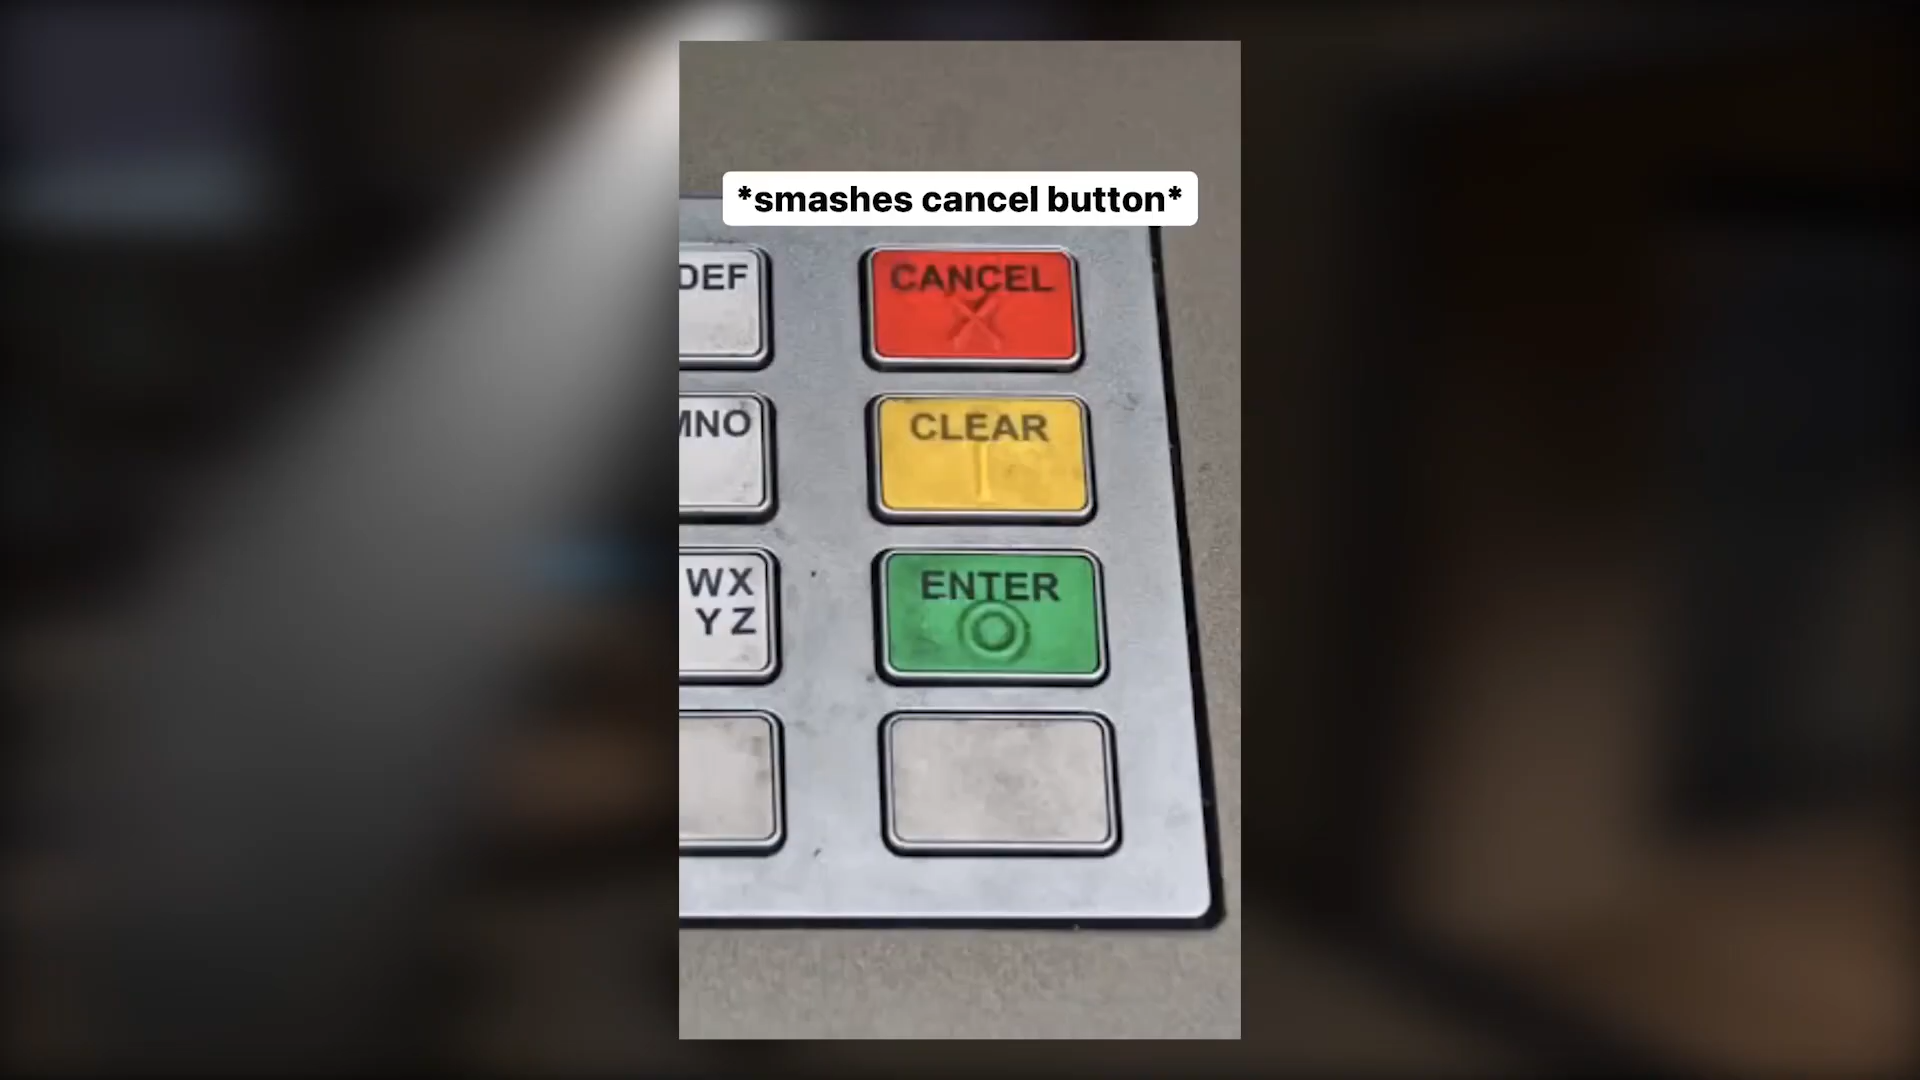 *smashes cancel button*
DEF
CANCEL
MNO
CLEAR
WX
YZ
ENTER